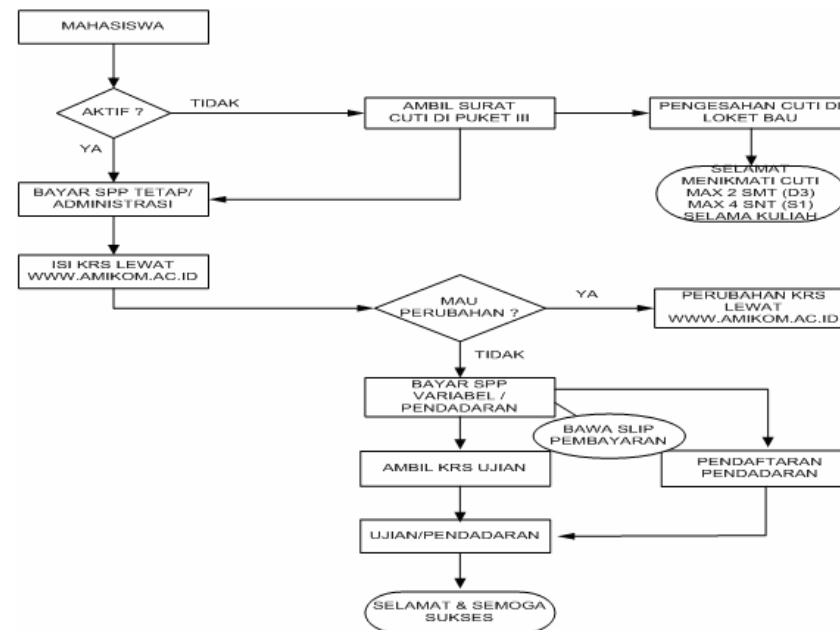 MAHASISWA
AKTIF ?
TIDAK
AMBIL SURAT
CUTI DI PUKET III
PENGESAHAN CUTI DI
LOKET BAU
YA
SELAMAT
MENIKMATI CUTI
MAX 2 SMT (D3)
MAX 4 SNT (S1)
SELAMA KULIAH
BAYAR SPP TETAP/
ADMINISTRASI
ISI KRS LEWAT
WWW.AMIKOM.AC.ID
MAU
PERUBAHAN ?
YA
PERUBAHAN KRS
LEWAT
WWW.AMIKOM.AC.ID
TIDAK
BAYAR SPP
VARIABEL /
PENDADARAN
BAWA SLIP
PEMBAYARAN
AMBIL KRS UJIAN
PENDAFTARAN
PENDADARAN
UJIAN/PENDADARAN
SELAMAT & SEMOGA
SUKSES